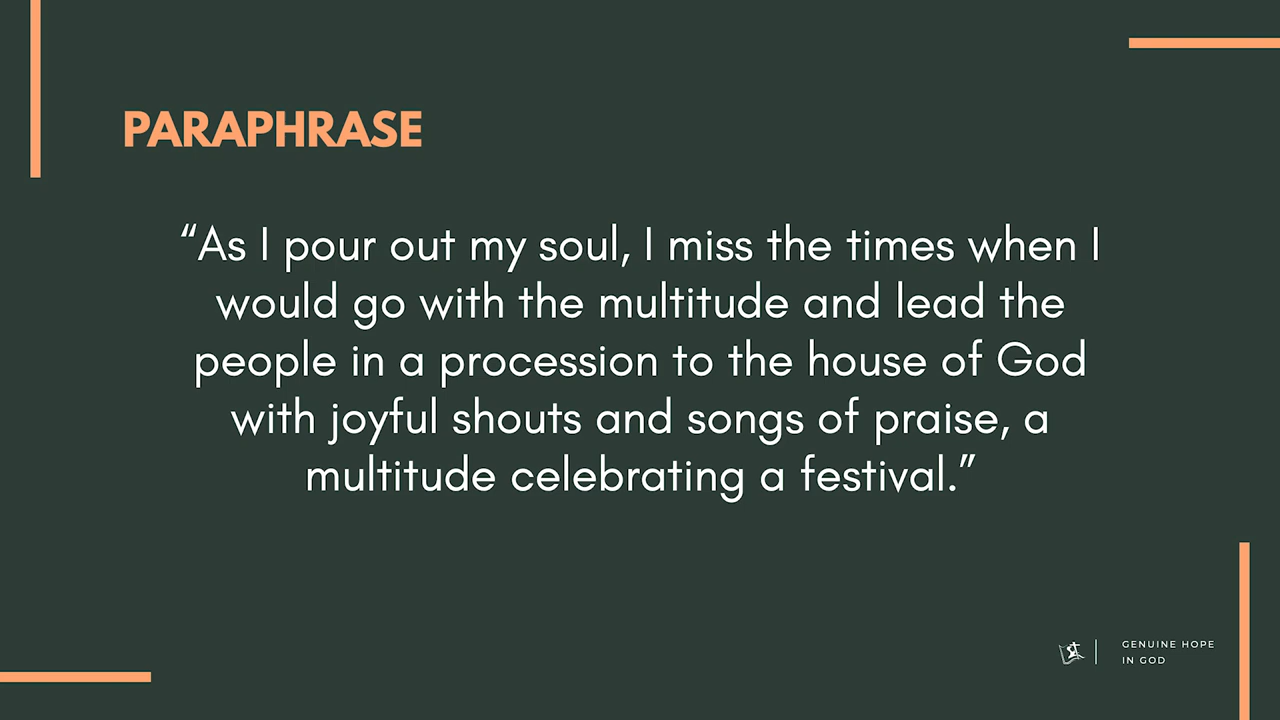 PARAPHRASE
“As I pour out my soul, I miss the times when I
would go with the multitude and lead the
people in a procession to the house of God
with joyful shouts and songs of praise, a
multitude celebrating a festival.”
GENUINE HOPE
IN GOD